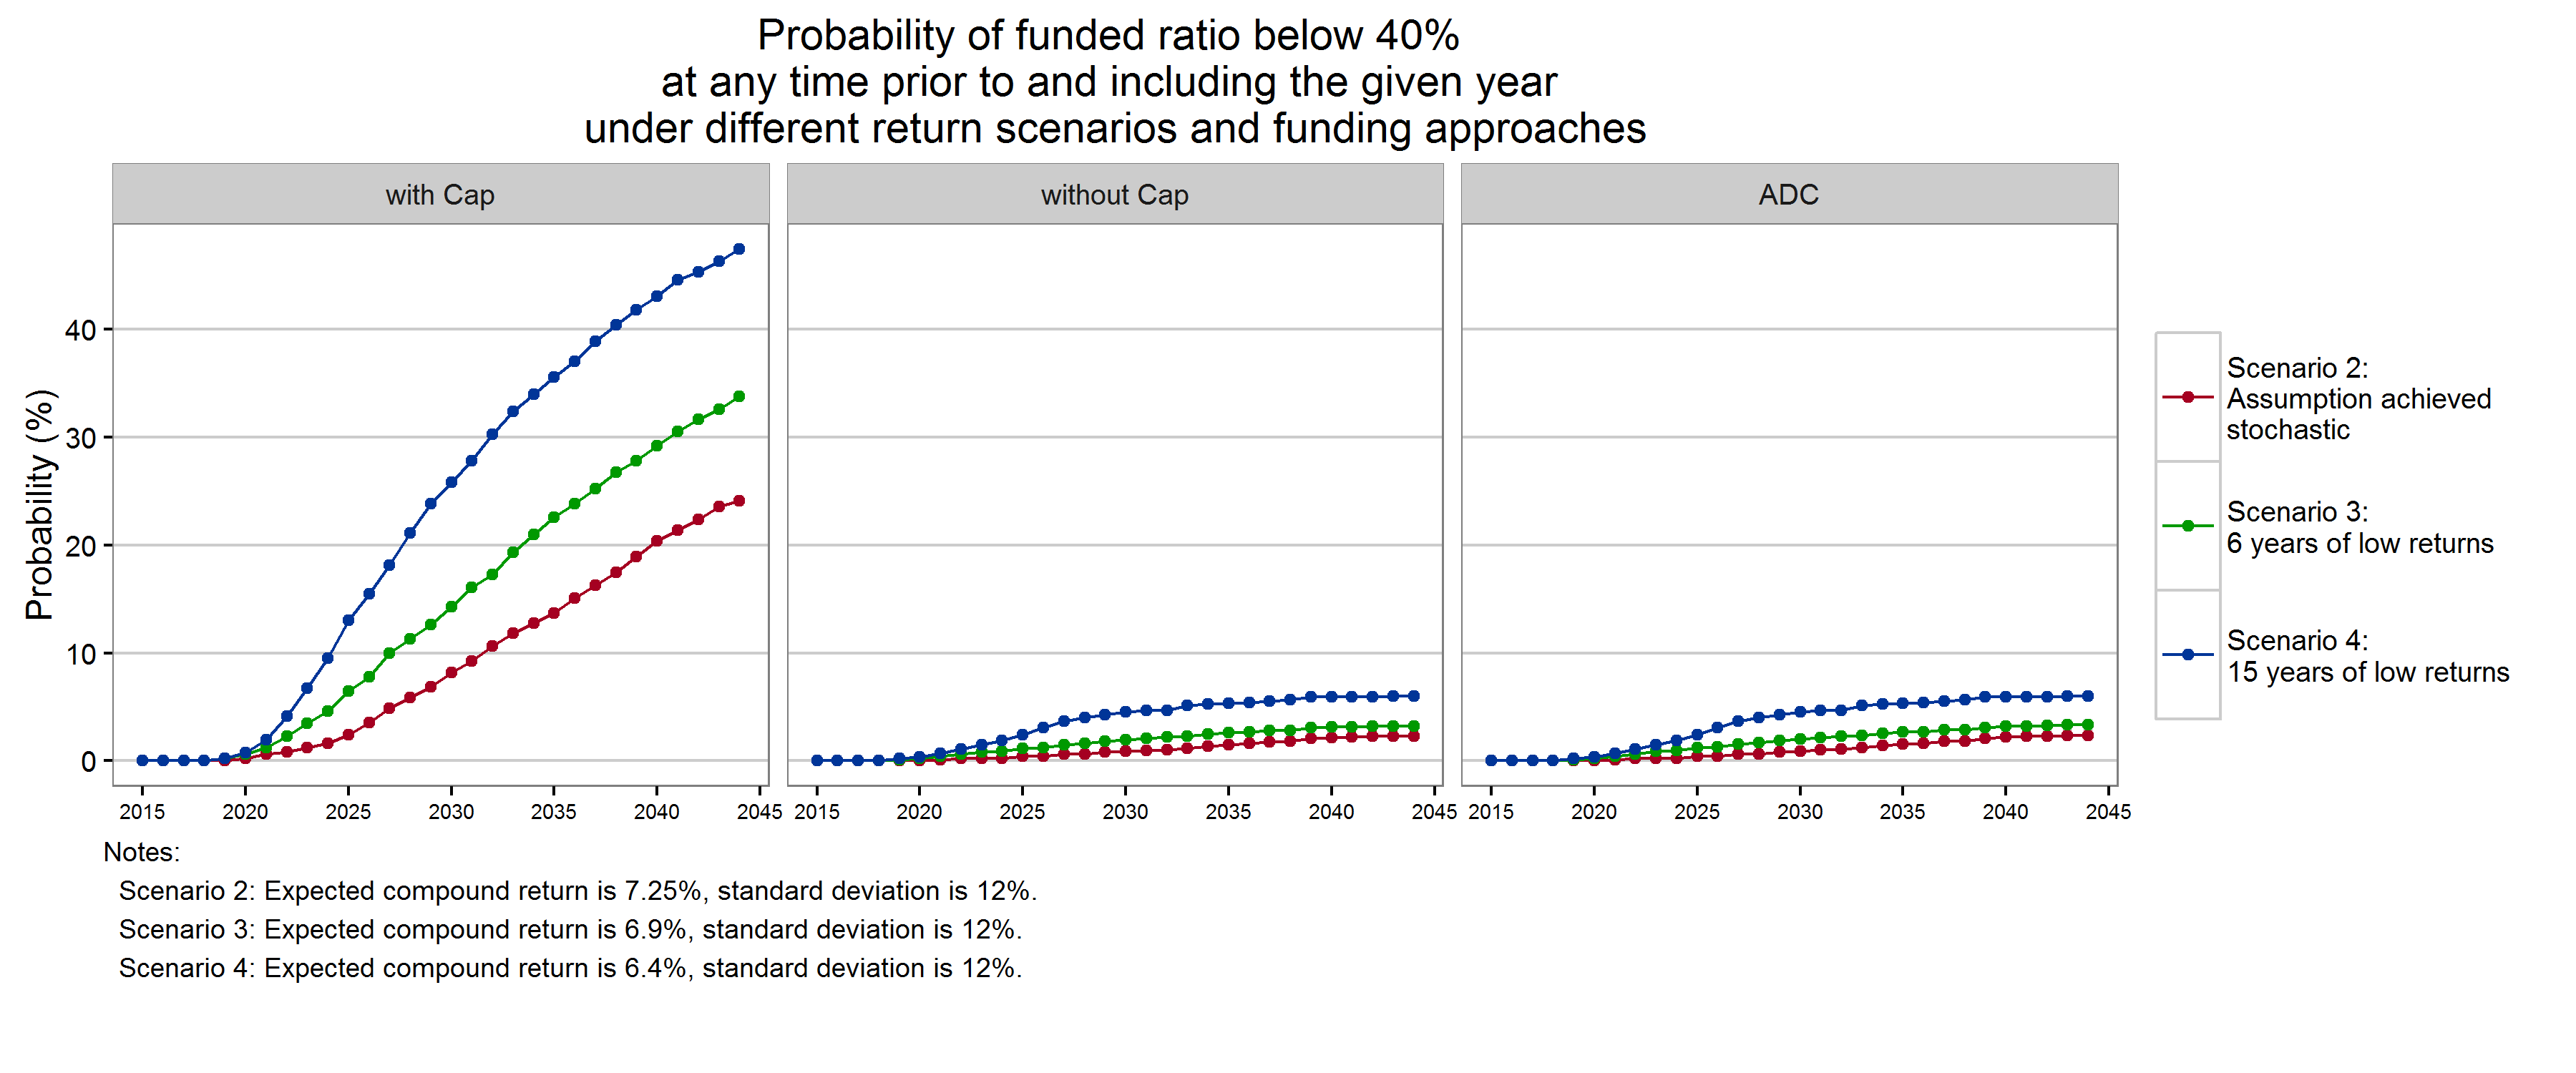 Probability of funded ratio below 40%
at any time prior to and including the given year
under different return scenarios and funding approaches
with Cap
without Cap
ADC
Probability (%)
40
30
20
10
0
2015 2020 2025 2030 2035 2040 2045
2015 2020 2025 2030 2035 2040 2045
2015 2020 2025 2030 2035 2040 2045
Scenario 2:
Assumption achieved
stochastic
Scenario 3:
6 years of low returns
Scenario 4:
15 years of low returns
Notes:
Scenario 2: Expected compound return is 7.25%, standard deviation is 12%.
Scenario 3: Expected compound return is 6.9%, standard deviation is 12%.
Scenario 4: Expected compound return is 6.4%, standard deviation is 12%.